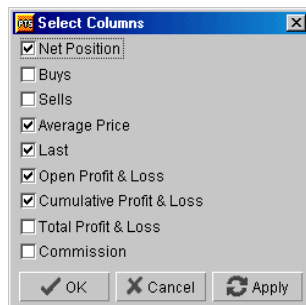 RTS Select Columns
Net Position
Buys
Sells
Average Price
Last
Open Profit & Loss
Cumulative Profit & Loss
Total Profit & Loss
Commission
OK Cancel Apply